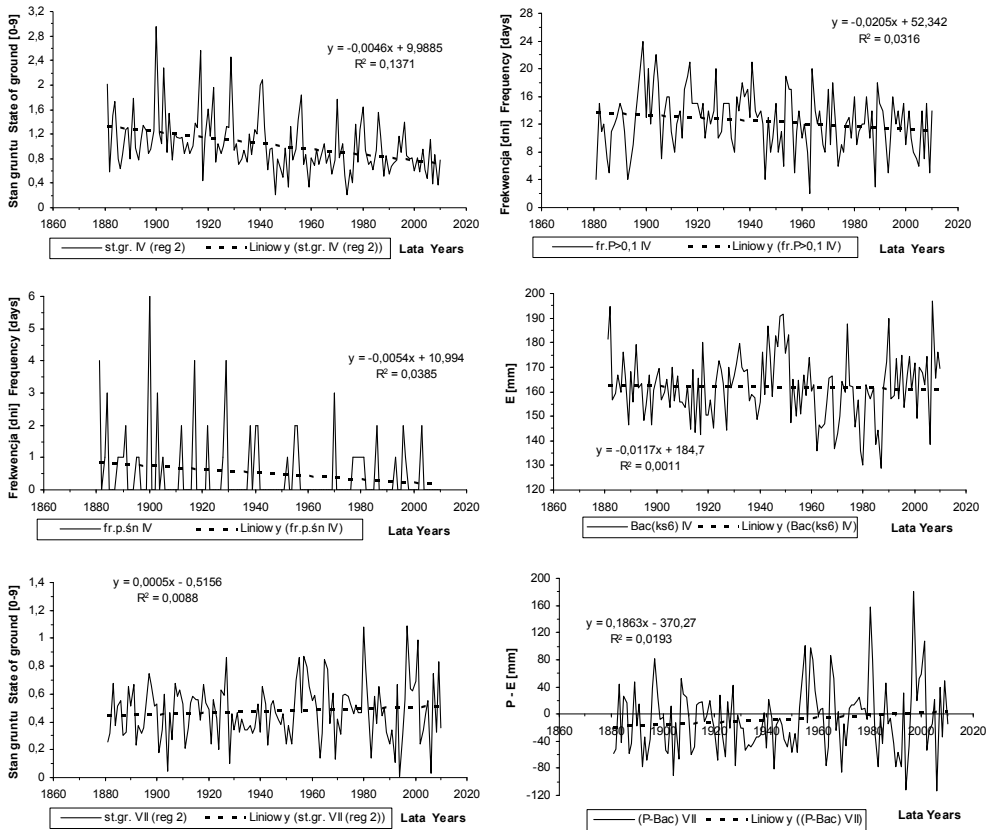 Stan gruntu State of ground [0-9]
3,2
2,8
2,4
2
1,6
1,2
0,8
0,4
0
y = -0,0046x + 9,9885
R² = 0,1371
1860 1880 1900 1920 1940 1960 1980 2000 2020
st.gr. IV (reg 2) Liniowy (st.gr. IV (reg 2)) Lata Years
Frekwencja [dni] Frequency [days]
28
24
20
16
12
8
4
0
y = -0,0205x + 52,342
R² = 0,0316
1860 1880 1900 1920 1940 1960 1980 2000 2020
fr.P>0,1 IV Liniowy (fr.P>0,1 IV) Lata Years
Frekwencja [dni] Frequency [days]
6
5
4
3
2
1
0
y = -0,0054x + 10,994
R² = 0,0385
1860 1880 1900 1920 1940 1960 1980 2000 2020
fr.p.śn IV Liniowy (fr.p.śn IV) Lata Years
E [mm]
200
190
180
170
160
150
140
130
120
y = -0,0117x + 184,7
R² = 0,0011
1860 1880 1900 1920 1940 1960 1980 2000 2020
Bac(ks6) IV Liniowy (Bac(ks6) IV) Lata Years
Stan gruntu State of ground [0-9]
1,4
1,2
1
0,8
0,6
0,4
0,2
0
y = 0,0005x - 0,5156
R² = 0,0088
1860 1880 1900 1920 1940 1960 1980 2000 2020
st.gr. VII (reg 2) Liniowy (st.gr. VII (reg 2)) Lata Years
P - E [mm]
200
160
120
80
40
0
-40
-80
-120
y = 0,1863x - 370,27
R² = 0,0193
1860 1880 1900 1920 1940 1960 1980 2000 2020
(P-Bac) VII Liniowy ((P-Bac) VII) Lata Years